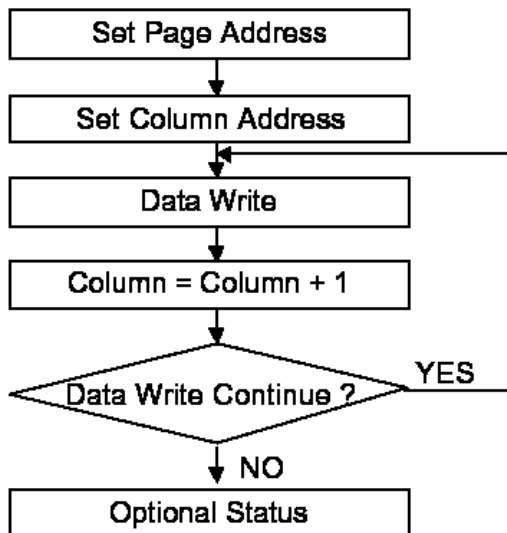 Set Page Address
Set Column Address
Data Write
Column = Column + 1
Data Write Continue ?
YES
NO
Optional Status